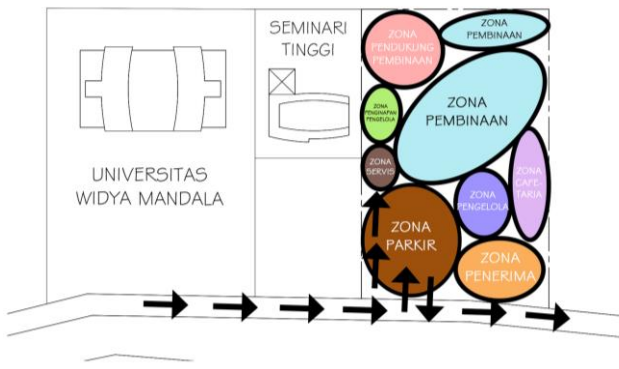 UNIVERSITAS
WIDYA MANDALA
SEMINARI
TINGGI
ZONA
PENDUKUNG
PEMBINAAN
ZONA
PEMBINAAN
ZONA
PEMBINAAN
ZONA
PENGINAPAN
PENGELOLA
ZONA
SERVIS
ZONA
CAFE-
TARIA
ZONA
PENGELOLA
ZONA
PARKIR
ZONA
PENERIMA